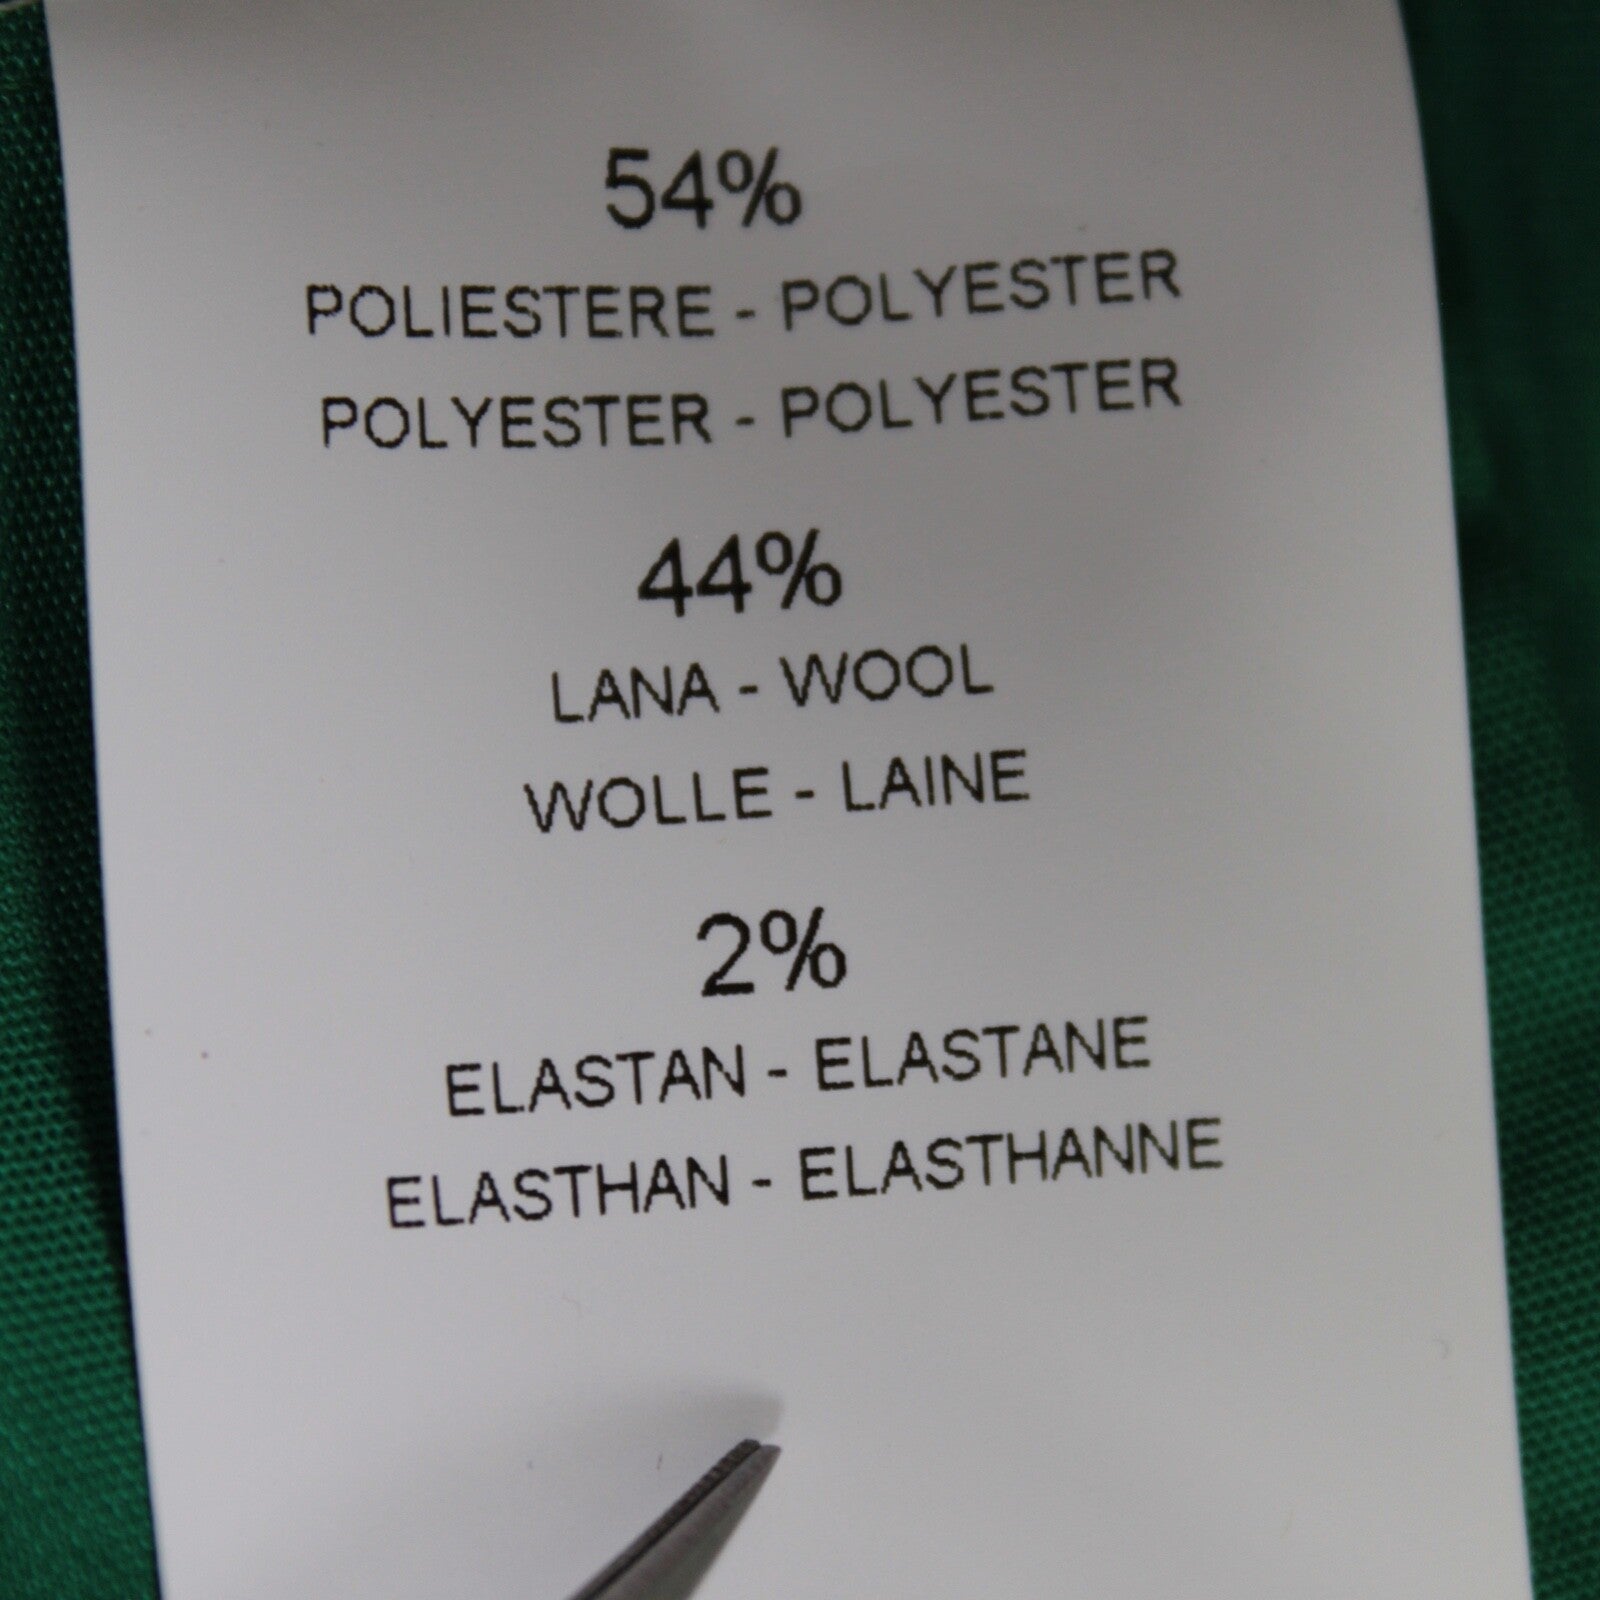 54%
POLIESTERE - POLYESTER
POLYESTER - POLYESTER
44%
LANA - WOOL
WOLLE - LAINE
2%
ELASTAN - ELASTANE
ELASTHAN - ELASTHANNE